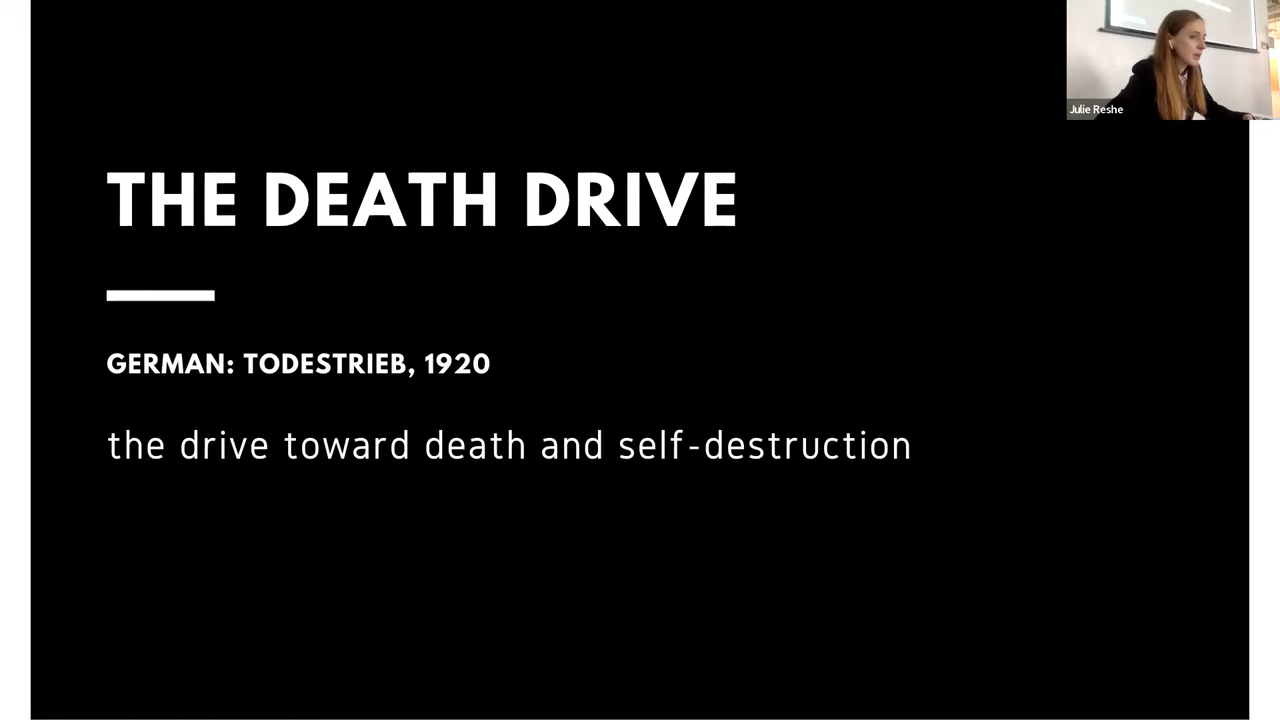 THE DEATH DRIVE
GERMAN: TODESTRIEB, 1920
the drive toward death and self-destruction
Julie Reshe